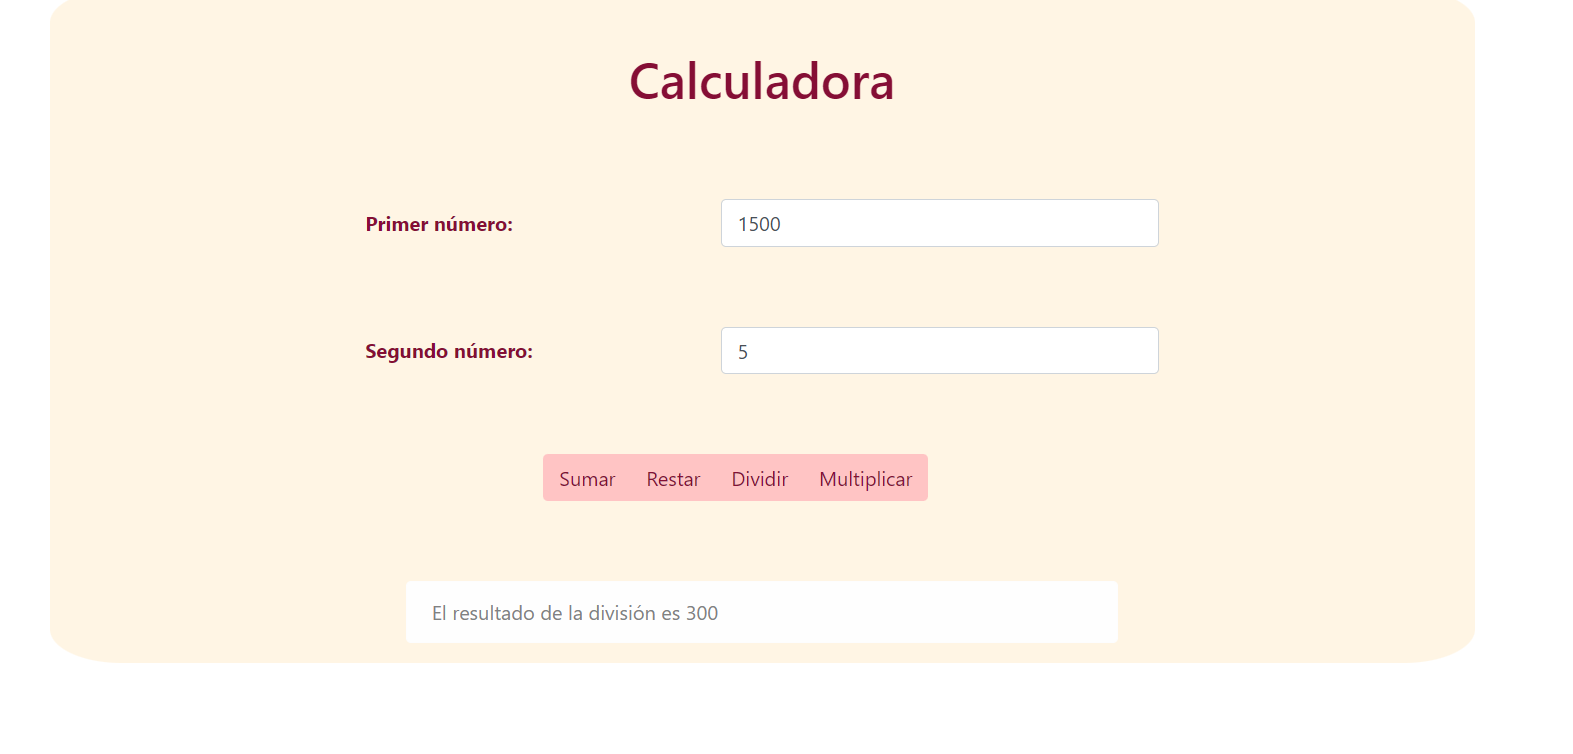 Calculadora
Primer número: 1500
Segundo número: 5
Sumar Restar Dividir Multiplicar
El resultado de la división es 300